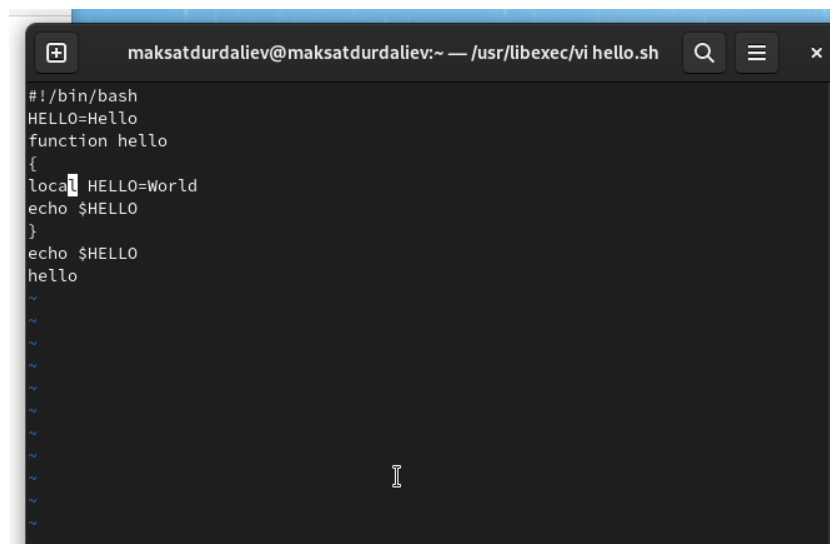 maksatdurdaliev@maksatdurdaliev:~ — /usr/libexec/vi hello.sh
#!/bin/bash
HELLO=Hello
function hello
{
local HELLO=World
echo $HELLO
}
echo $HELLO
hello
~
~
~
~
~
~
~
~
~
~
~